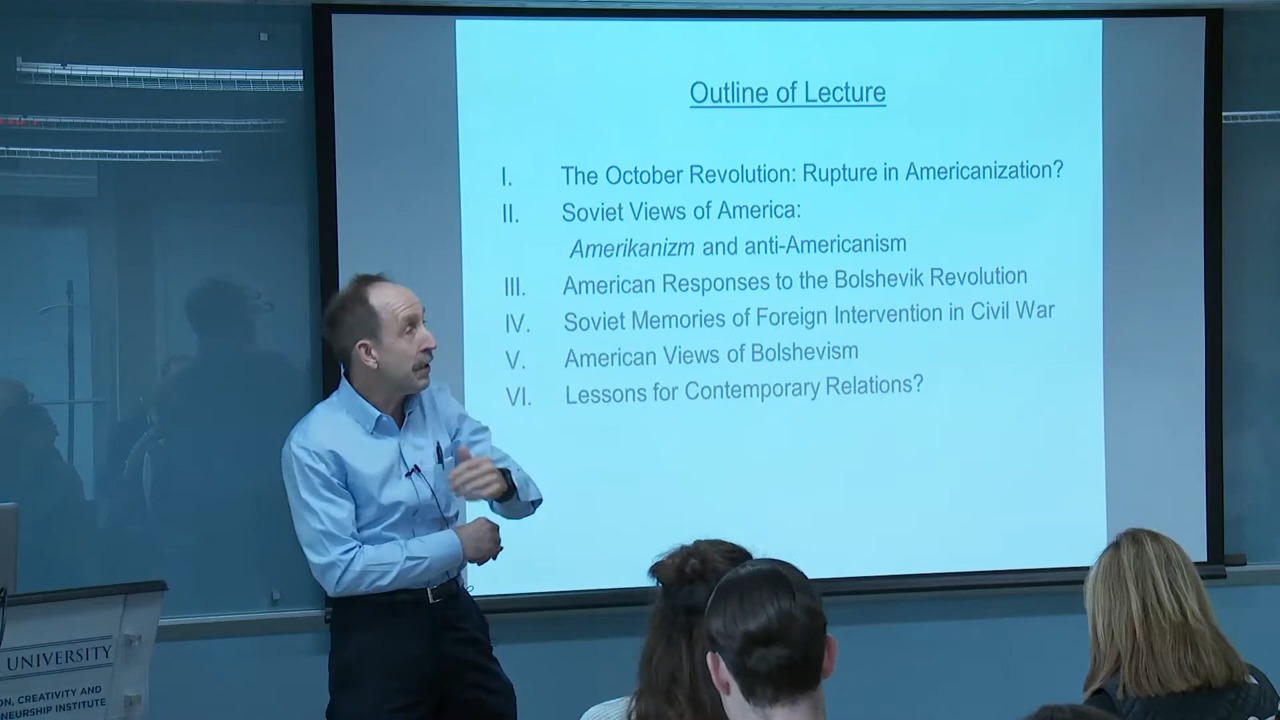 Outline of Lecture
I. The October Revolution: Rupture in Americanization?
II. Soviet Views of America:
Amerikanizm and anti-Americanism
III. American Responses to the Bolshevik Revolution
IV. Soviet Memories of Foreign Intervention in Civil War
V. American Views of Bolshevism
VI. Lessons for Contemporary Relations?
UNIVERSITY
ON, CREATIVITY AND
NEURSHIP INSTITUTE